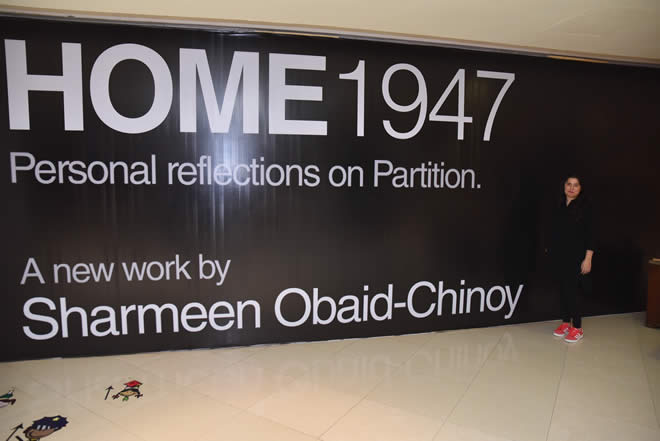 HOME1947
Personal reflections on Partition.
A new work by
Sharmeen Obaid-Chinoy